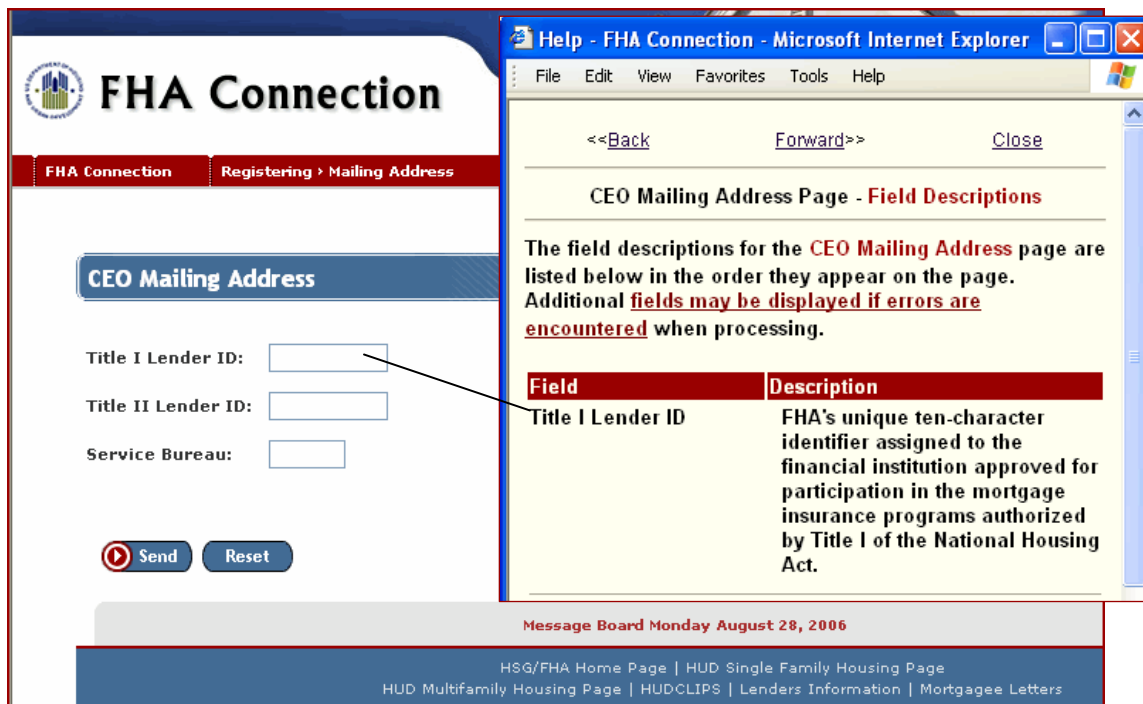 FHA Connection
FHA Connection
Registering › Mailing Address
CEO Mailing Address
Title I Lender ID:
Title II Lender ID:
Service Bureau:
Send
Reset
Help - FHA Connection - Microsoft Internet Explorer
File Edit View Favorites Tools Help
<<Back Forward>> Close
CEO Mailing Address Page - Field Descriptions
The field descriptions for the CEO Mailing Address page are
listed below in the order they appear on the page.
Additional fields may be displayed if errors are
encountered when processing.
Field Description
Title I Lender ID FHA's unique ten-character
identifier assigned to the
financial institution approved for
participation in the mortgage
insurance programs authorized
by Title I of the National Housing
Act.
Message Board Monday August 28, 2006
HSG/FHA Home Page | HUD Single Family Housing Page
HUD Multifamily Housing Page | HUDCLIPS | Lenders Information | Mortgagee Letters